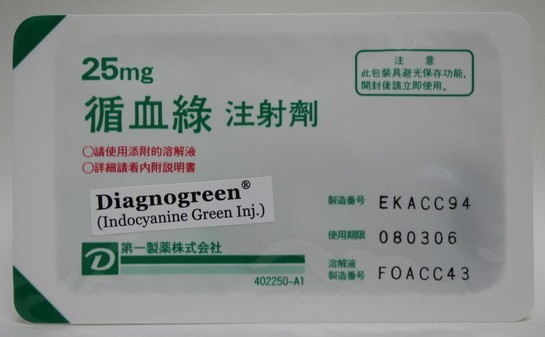 25mg
循血綠 注射劑
○請使用添附的溶解液
○詳細請看內附說明書
注 意
此包裝具避光保存功能,
開封後請立即使用。
Diagnogreen®
(Indocyanine Green Inj.)
第一製薬株式会社
402250-A1
製造番号 EKACC94
使用期限 080306
溶解液
製造番号 FOACC43